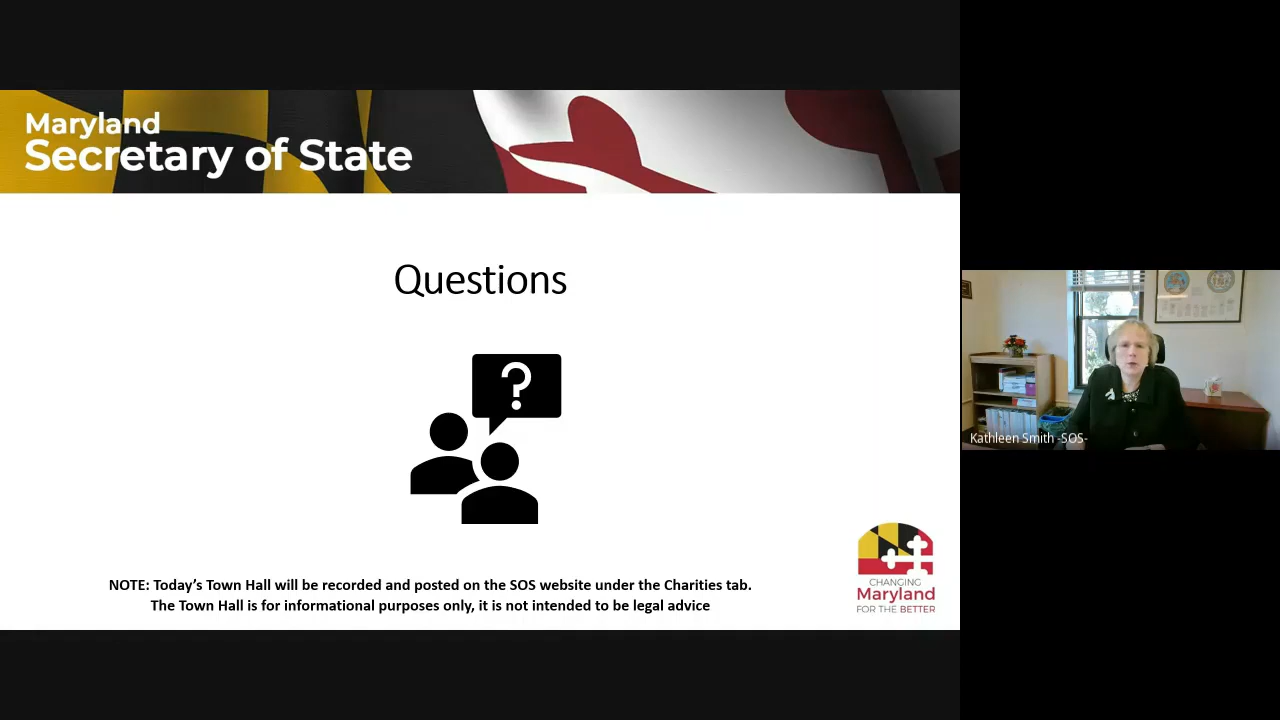 Maryland
Secretary of State
Questions
?
NOTE: Today's Town Hall will be recorded and posted on the SOS website under the Charities tab.
The Town Hall is for informational purposes only, it is not intended to be legal advice
CHANGING
Maryland
FOR THE BETTER
Kathleen Smith -SOS-